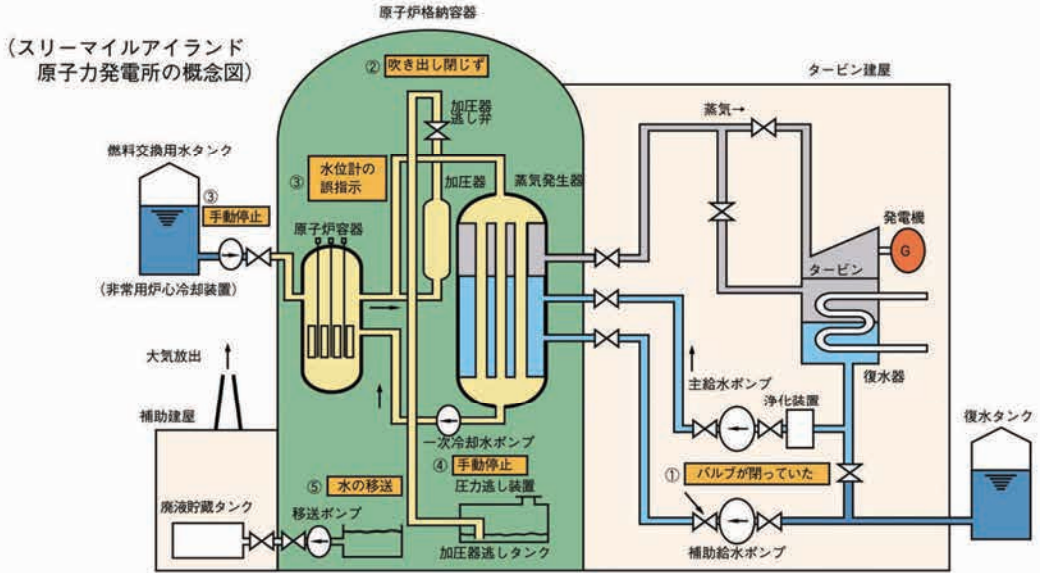 (スリーマイルアイランド
原子力発電所の概念図)
原子炉格納容器
② 吹き出し閉じず
タービン建屋
加圧器
逃し弁
蒸気→
燃料交換用水タンク
③ 手動停止
③ 水位計の
誤指示
加圧器
蒸気発生器
原子炉容器
発電機
G
タービン
(非常用炉心冷却装置)
大気放出
補助建屋
主給水ポンプ
浄化装置
復水器
復水タンク
一次冷却水ポンプ
④ 手動停止
① バルブが閉っていた
⑤ 水の移送
圧力逃し装置
廃液貯蔵タンク
移送ポンプ
加圧器逃しタンク
補助給水ポンプ